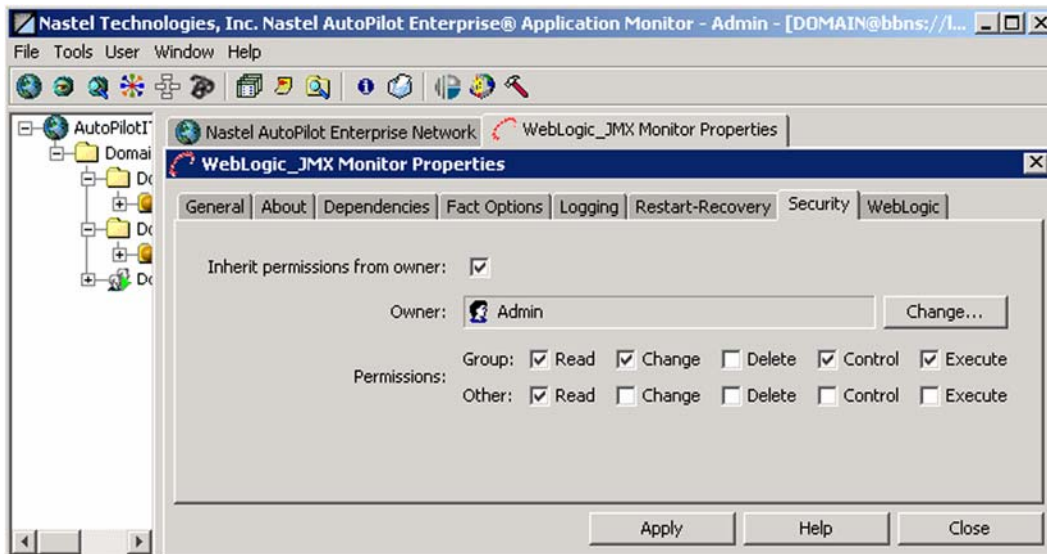 Nastel Technologies, Inc. Nastel AutoPilot Enterprise® Application Monitor - Admin - [DOMAIN@bbns://l...
File Tools User Window Help
AutoPilotI
Domai
Do
Do
Do
Nastel AutoPilot Enterprise Network
WebLogic_JMX Monitor Properties
WebLogic_JMX Monitor Properties
General About Dependencies Fact Options Logging Restart-Recovery Security WebLogic
Inherit permissions from owner:
Owner: Admin Change...
Permissions:
Group: Read Change Delete Control Execute
Other: Read Change Delete Control Execute
Apply Help Close